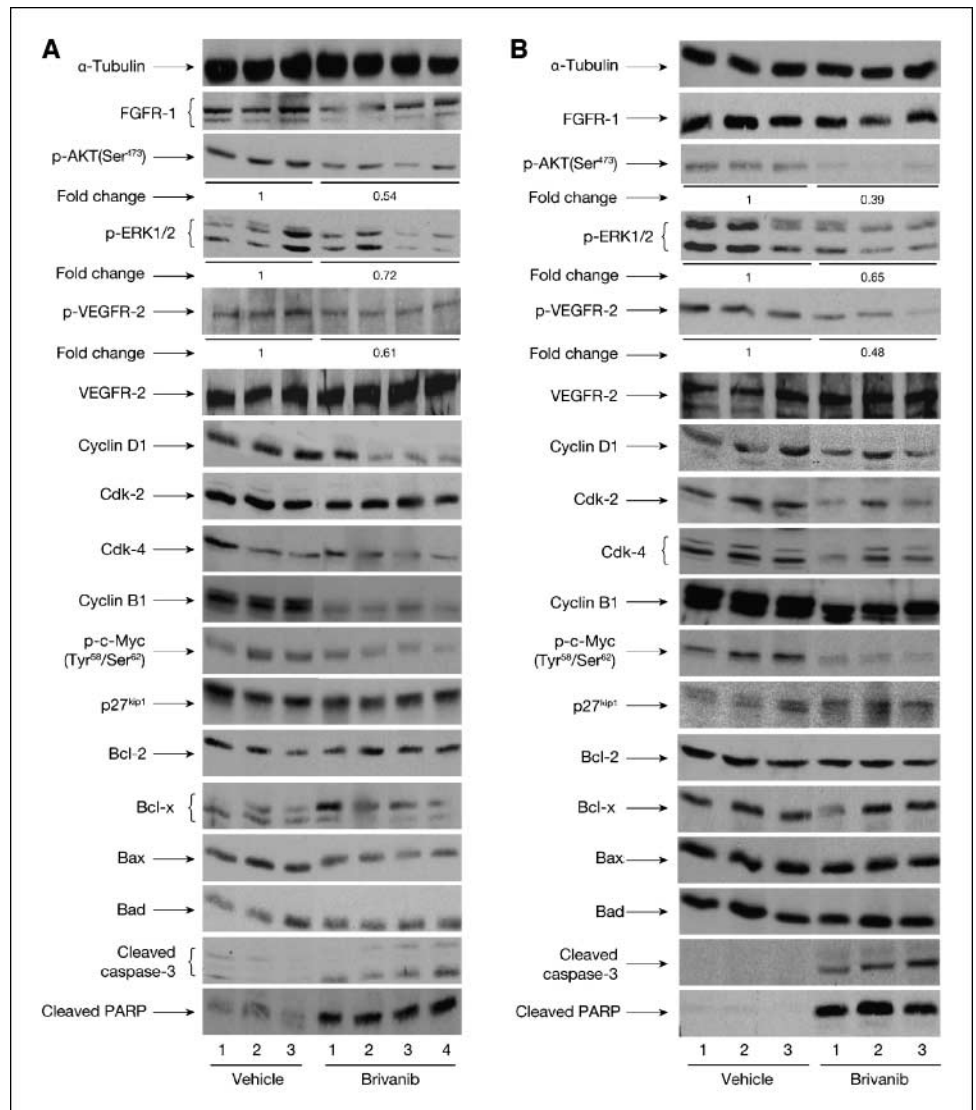 A
α-Tubulin
FGFR-1
p-AKT(Ser473)
Fold change 1 0.54
p-ERK1/2
Fold change 1 0.72
p-VEGFR-2
Fold change 1 0.61
VEGFR-2
Cyclin D1
Cdk-2
Cdk-4
Cyclin B1
p-c-Myc
(Tyr58/Ser62)
p27kip1
Bcl-2
Bcl-x
Bax
Bad
Cleaved
caspase-3
Cleaved PARP
1 2 3 1 2 3 4
Vehicle Brivanib
B
α-Tubulin
FGFR-1
p-AKT(Ser473)
Fold change 1 0.39
p-ERK1/2
Fold change 1 0.65
p-VEGFR-2
Fold change 1 0.48
VEGFR-2
Cyclin D1
Cdk-2
Cdk-4
Cyclin B1
p-c-Myc
(Tyr58/Ser62)
p27kip1
Bcl-2
Bcl-x
Bax
Bad
Cleaved
caspase-3
Cleaved PARP
1 2 3 1 2 3
Vehicle Brivanib